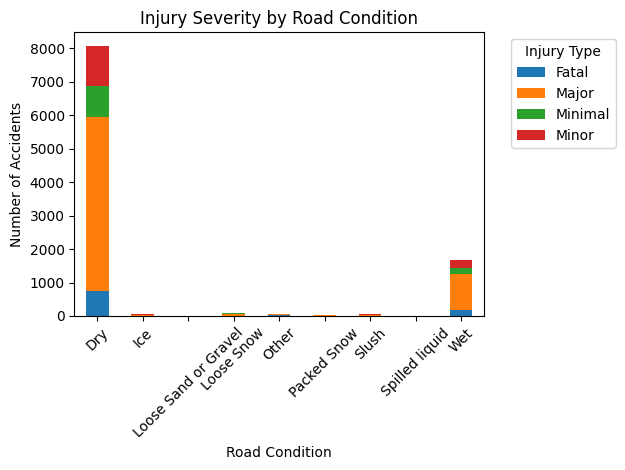 Injury Severity by Road Condition
Injury Type
Fatal
Major
Minimal
Minor
Number of Accidents
8000
7000
6000
5000
4000
3000
2000
1000
0
Dry
Ice
Loose Sand or Gravel
Loose Snow
Other
Packed Snow
Slush
Spilled liquid
Wet
Road Condition